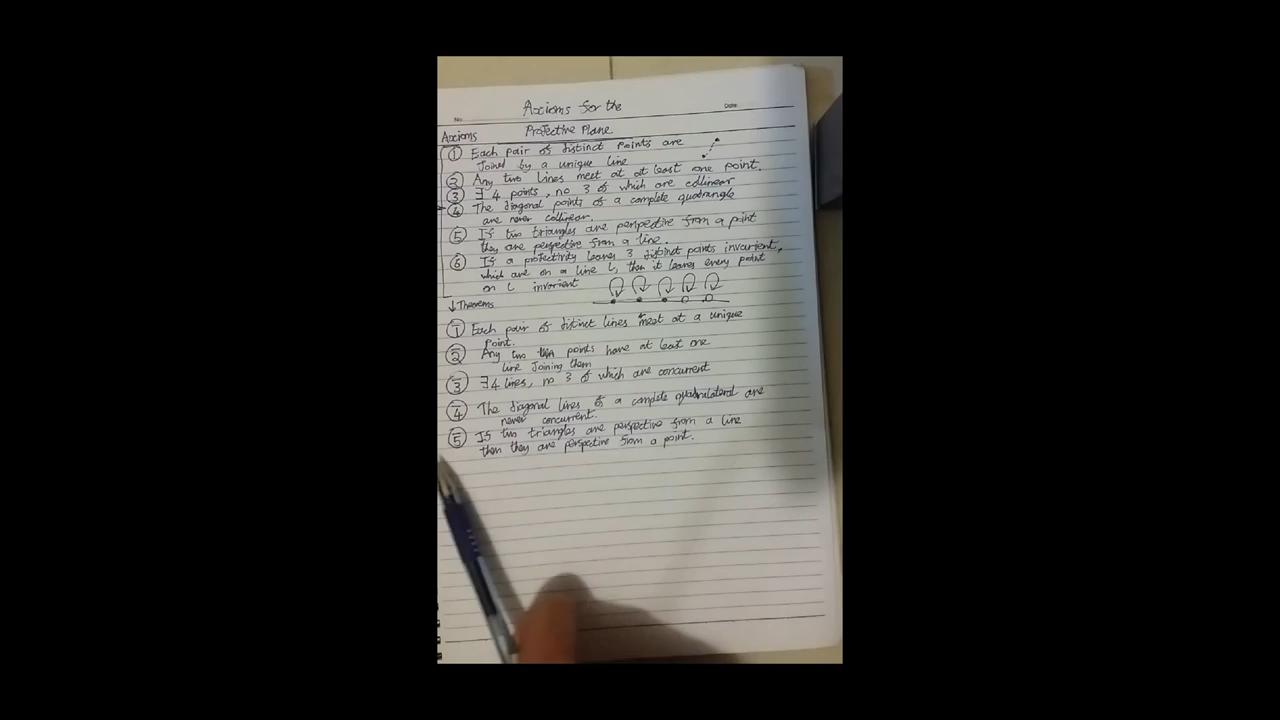 Axioms for the
No. Date
Axioms Projective Plane
① Each pair of distinct points are
joined by a unique line
② Any two lines meet at at least one point.
③ ∃ 4 points, no 3 of which are collinear
④ The diagonal points of a complete quadrangle
are never collinear.
⑤ If two triangles are perspective from a point
they are perspective from a line.
⑥ If a projectivity leaves 3 distinct points invariant,
which are on a line L, then it leaves every point
on L invariant
↓ Theorems
①̄ Each pair of distinct lines meet at a unique
point.
②̄ Any two points have at least one
line joining them
③̄ ∃ 4 lines, no 3 of which are concurrent
④̄ The diagonal lines of a complete quadrilateral are
never concurrent.
⑤̄ If two triangles are perspective from a line
then they are perspective from a point.